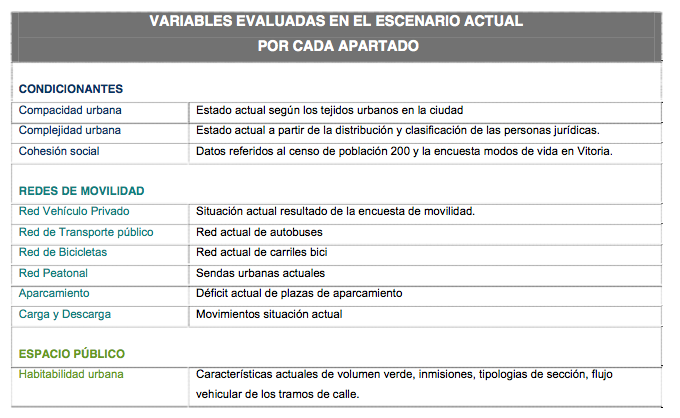 VARIABLES EVALUADAS EN EL ESCENARIO ACTUAL
POR CADA APARTADO
CONDICIONANTES
Compacidad urbana Estado actual según los tejidos urbanos en la ciudad
Complejidad urbana Estado actual a partir de la distribución y clasificación de las personas jurídicas.
Cohesión social Datos referidos al censo de población 200 y la encuesta modos de vida en Vitoria.
REDES DE MOVILIDAD
Red Vehículo Privado Situación actual resultado de la encuesta de movilidad.
Red de Transporte público Red actual de autobuses
Red de Bicicletas Red actual de carriles bici
Red Peatonal Sendas urbanas actuales
Aparcamiento Déficit actual de plazas de aparcamiento
Carga y Descarga Movimientos situación actual
ESPACIO PÚBLICO
Habitabilidad urbana Características actuales de volumen verde, inmisiones, tipologias de sección, flujo
vehicular de los tramos de calle.